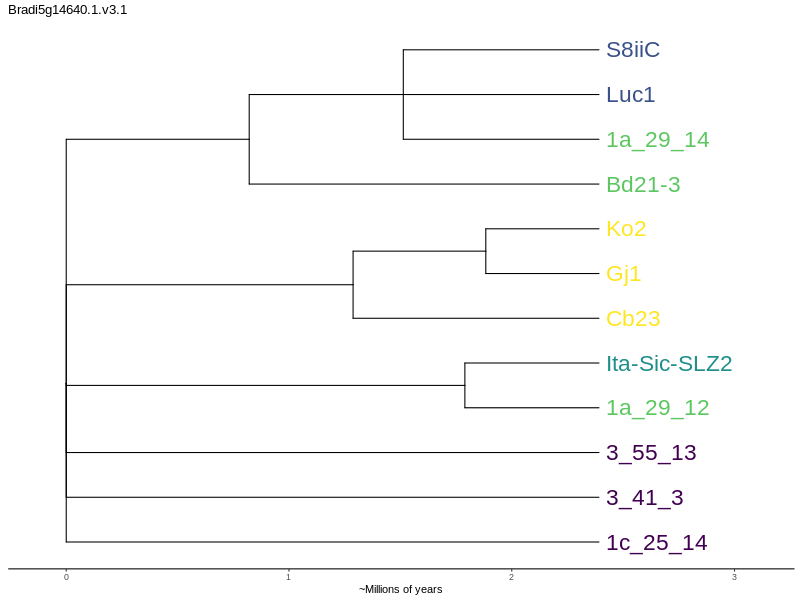 Bradi5g14640.1.v3.1
S8iiC
Luc1
1a_29_14
Bd21-3
Ko2
Gj1
Cb23
Ita-Sic-SLZ2
1a_29_12
3_55_13
3_41_3
1c_25_14
0 1 2 3
~Millions of years